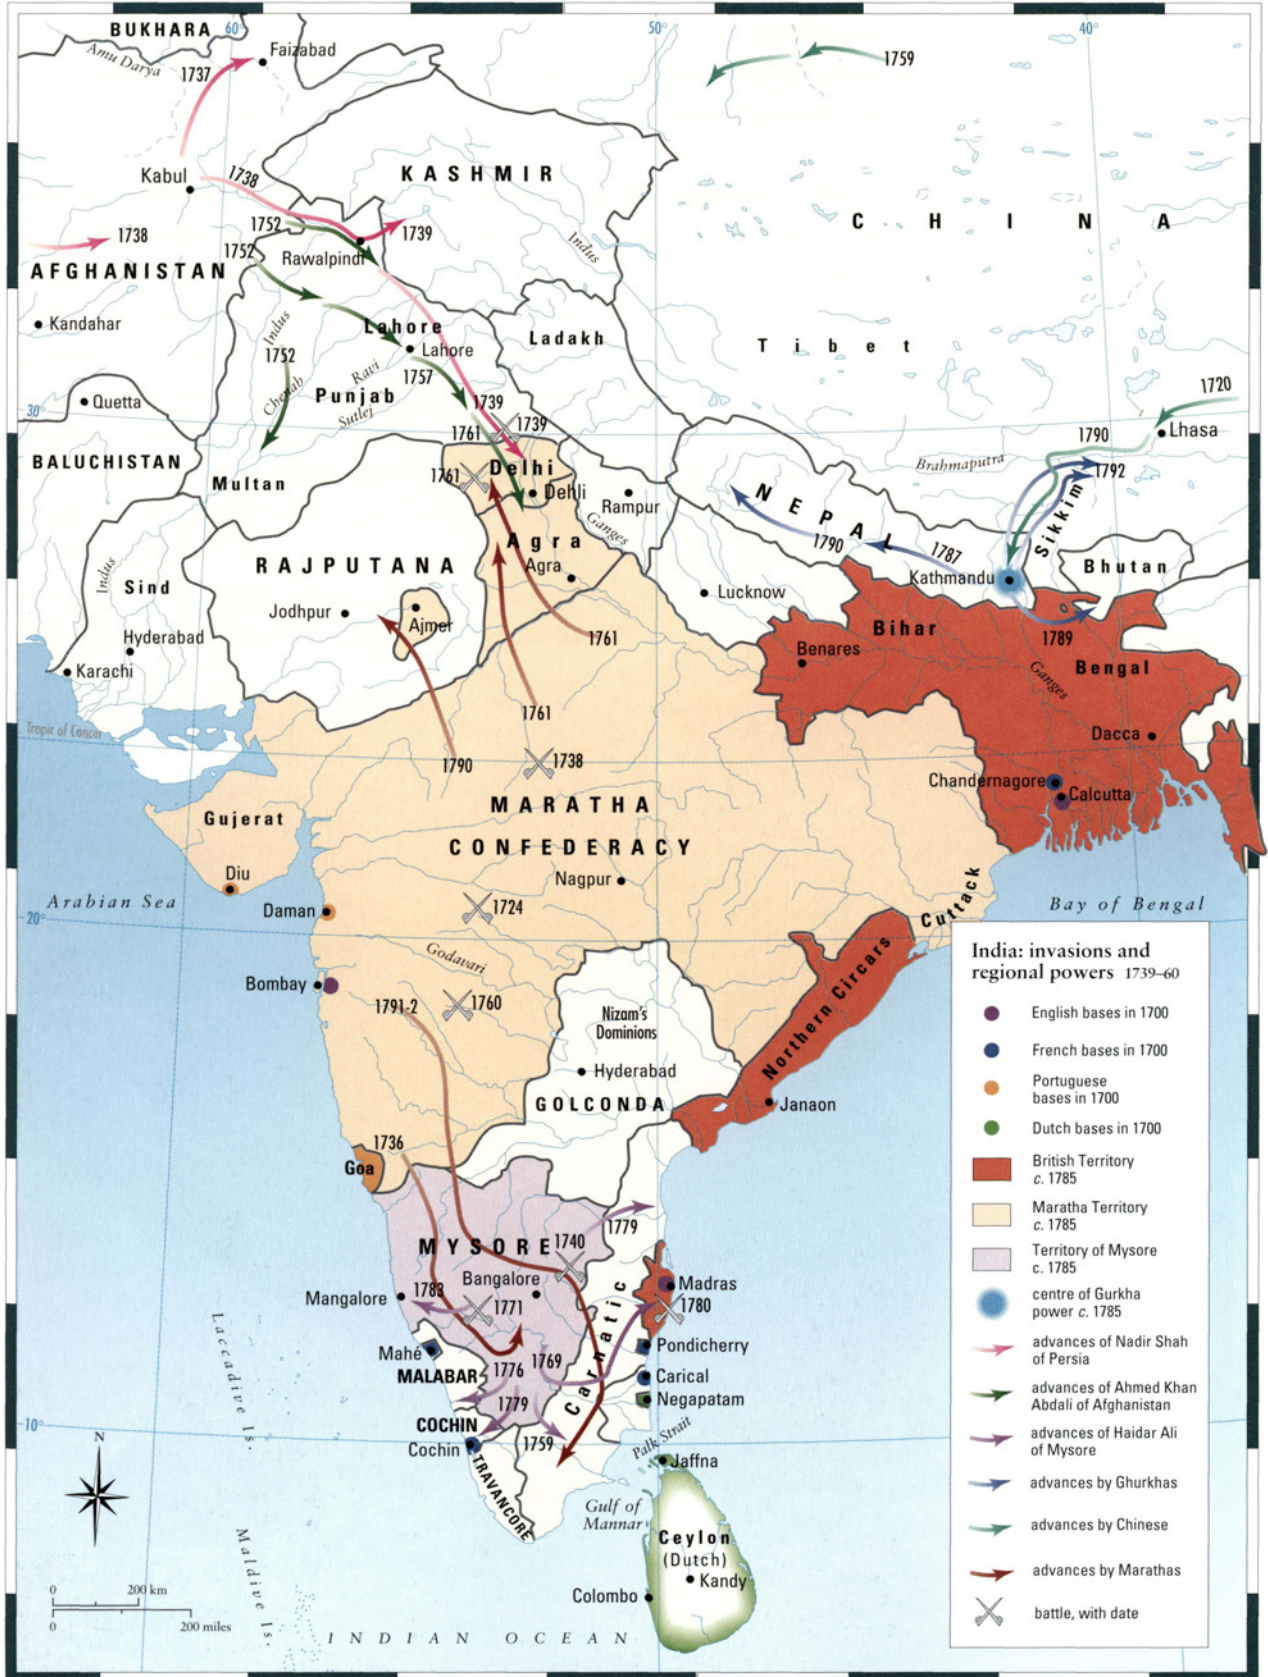 BUKHARA
60°
50°
40°
Amu Darya
Faizabad
1737
1759
Kabul
1738
KASHMIR
CHINA
1752
1739
1738
1752
Rawalpindi
Indus
AFGHANISTAN
Kandahar
Indus
Lahore
Lahore
Ladakh
Tibet
1752
Ravi
1757
Chenab
Punjab
Sutlej
1720
Quetta
30°
1739
1739
1761
1790
Lhasa
BALUCHISTAN
Brahmaputra
1792
Multan
1761
Delhi
Dehli
Rampur
NEPAL
Sikkim
Ganges
Agra
1790
1787
Indus
Sind
RAJPUTANA
Agra
Kathmandu
Bhutan
Jodhpur
Ajmer
Lucknow
Hyderabad
1761
Bihar
1789
Karachi
Benares
Bengal
Ganges
Tropic of Cancer
1761
1790
1738
Dacca
Chandernagore
Calcutta
MARATHA
CONFEDERACY
Gujerat
Diu
Nagpur
Cuttack
Arabian Sea
Daman
1724
Bay of Bengal
20°
Godavari
Bombay
1791-2
1760
Nizam's
Dominions
Northern Circars
Hyderabad
GOLCONDA
Janaon
1736
Goa
1779
MYSORE
1740
Bangalore
Mangalore
1783
1771
Madras
1780
Carnatic
Mahé
Pondicherry
MALABAR
1776
1769
Carical
1779
Negapatam
10°
COCHIN
Cochin
1759
Palk Strait
TRAVANCORE
Jaffna
Laccadive Is.
Gulf of
Mannar
Ceylon
(Dutch)
Kandy
Colombo
Maldive Is.
N
0 200 km
0 200 miles
INDIAN OCEAN
India: invasions and
regional powers 1739–60
English bases in 1700
French bases in 1700
Portuguese
bases in 1700
Dutch bases in 1700
British Territory
c. 1785
Maratha Territory
c. 1785
Territory of Mysore
c. 1785
centre of Gurkha
power c. 1785
advances of Nadir Shah
of Persia
advances of Ahmed Khan
Abdali of Afghanistan
advances of Haidar Ali
of Mysore
advances by Ghurkhas
advances by Chinese
advances by Marathas
battle, with date